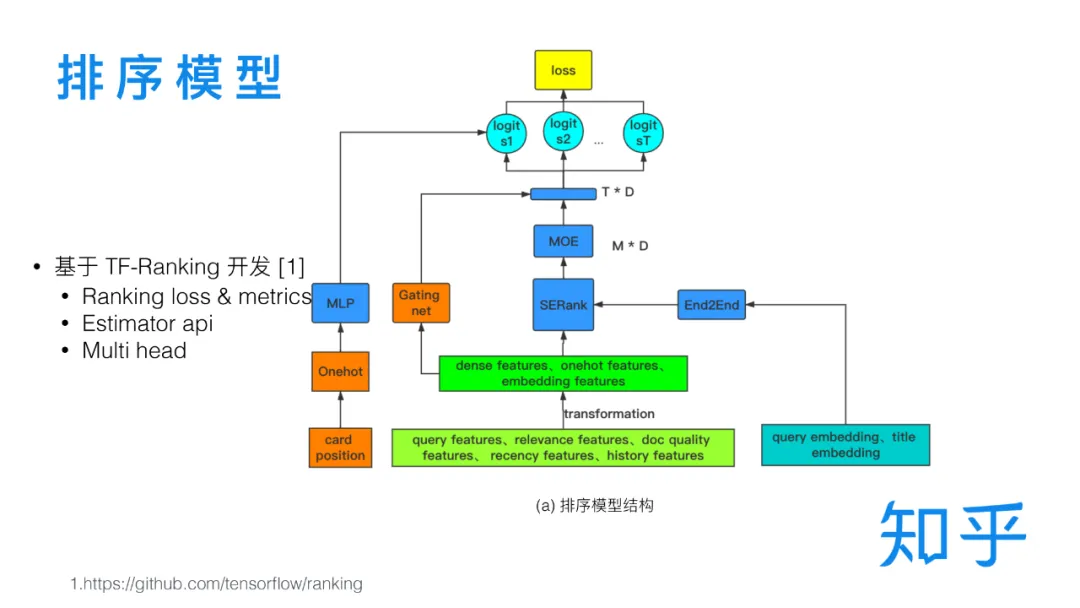 排序模型
• 基于 TF-Ranking 开发 [1]
• Ranking loss & metrics
• Estimator api
• Multi head
loss
logit
s1
logit
s2
...
logit
sT
T * D
MOE
M * D
MLP
Gating
net
SERank
End2End
Onehot
dense features、onehot features、
embedding features
transformation
card
position
query features、relevance features、doc quality
features、 recency features、history features
query embedding、title
embedding
(a) 排序模型结构
知乎
1.https://github.com/tensorflow/ranking